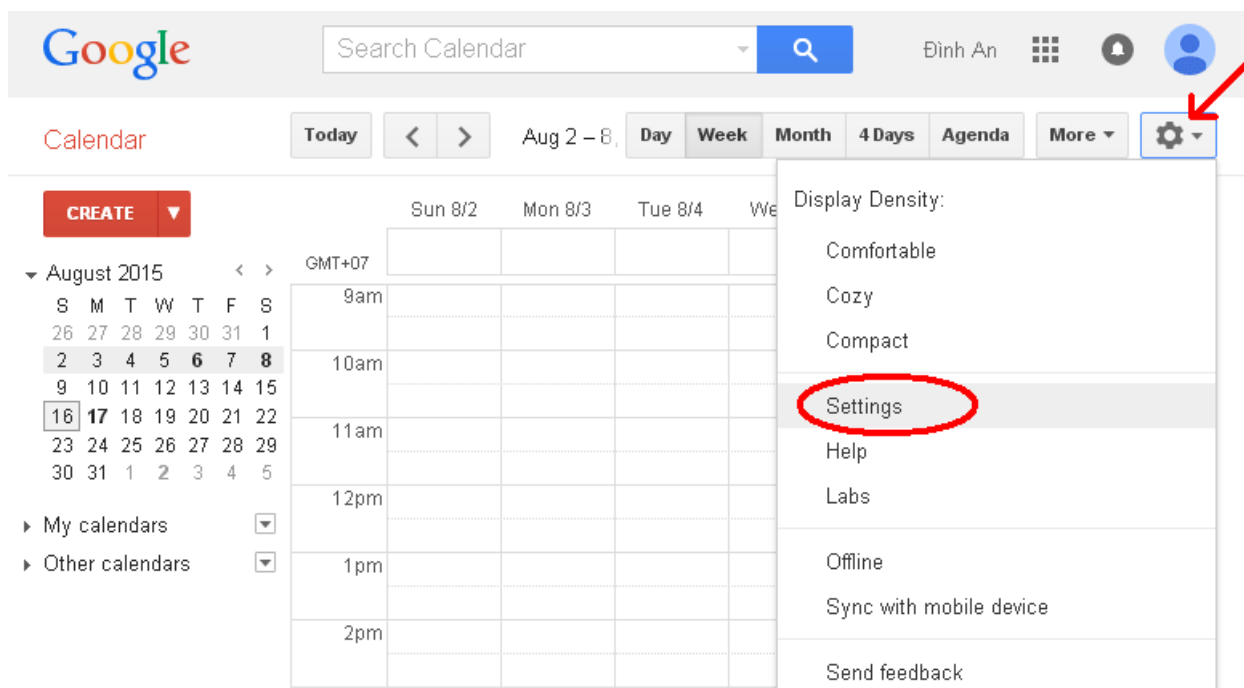 Google
Search Calendar
Đình An
Calendar
Today
Aug 2 – 8,
Day Week Month 4 Days Agenda
More
CREATE
August 2015
S M T W T F S
26 27 28 29 30 31 1
2 3 4 5 6 7 8
9 10 11 12 13 14 15
16 17 18 19 20 21 22
23 24 25 26 27 28 29
30 31 1 2 3 4 5
My calendars
Other calendars
Sun 8/2 Mon 8/3 Tue 8/4 We
GMT+07
9am
10am
11am
12pm
1pm
2pm
Display Density:
Comfortable
Cozy
Compact
Settings
Help
Labs
Offline
Sync with mobile device
Send feedback